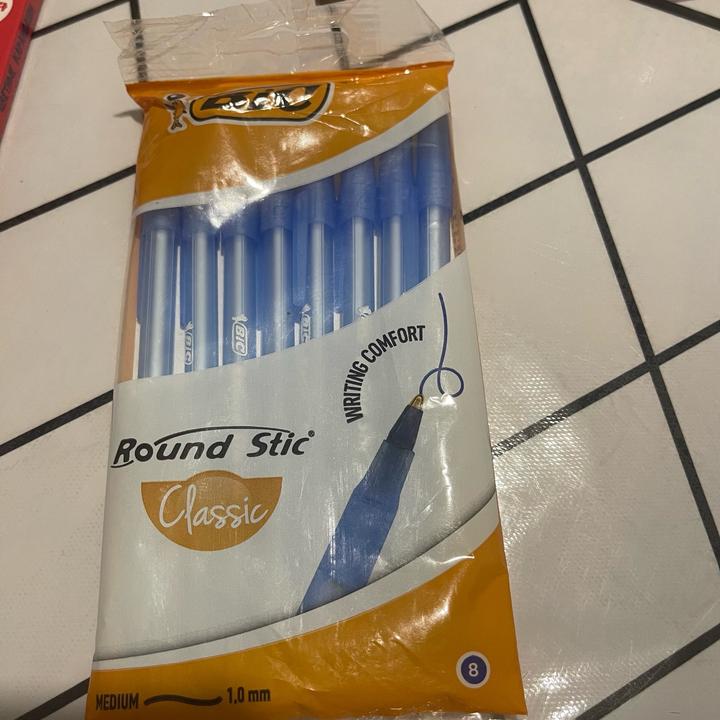 BIC
BIC
BIC
BIC
WRITING COMFORT
Round Stic®
Classic
8
MEDIUM 1,0 mm